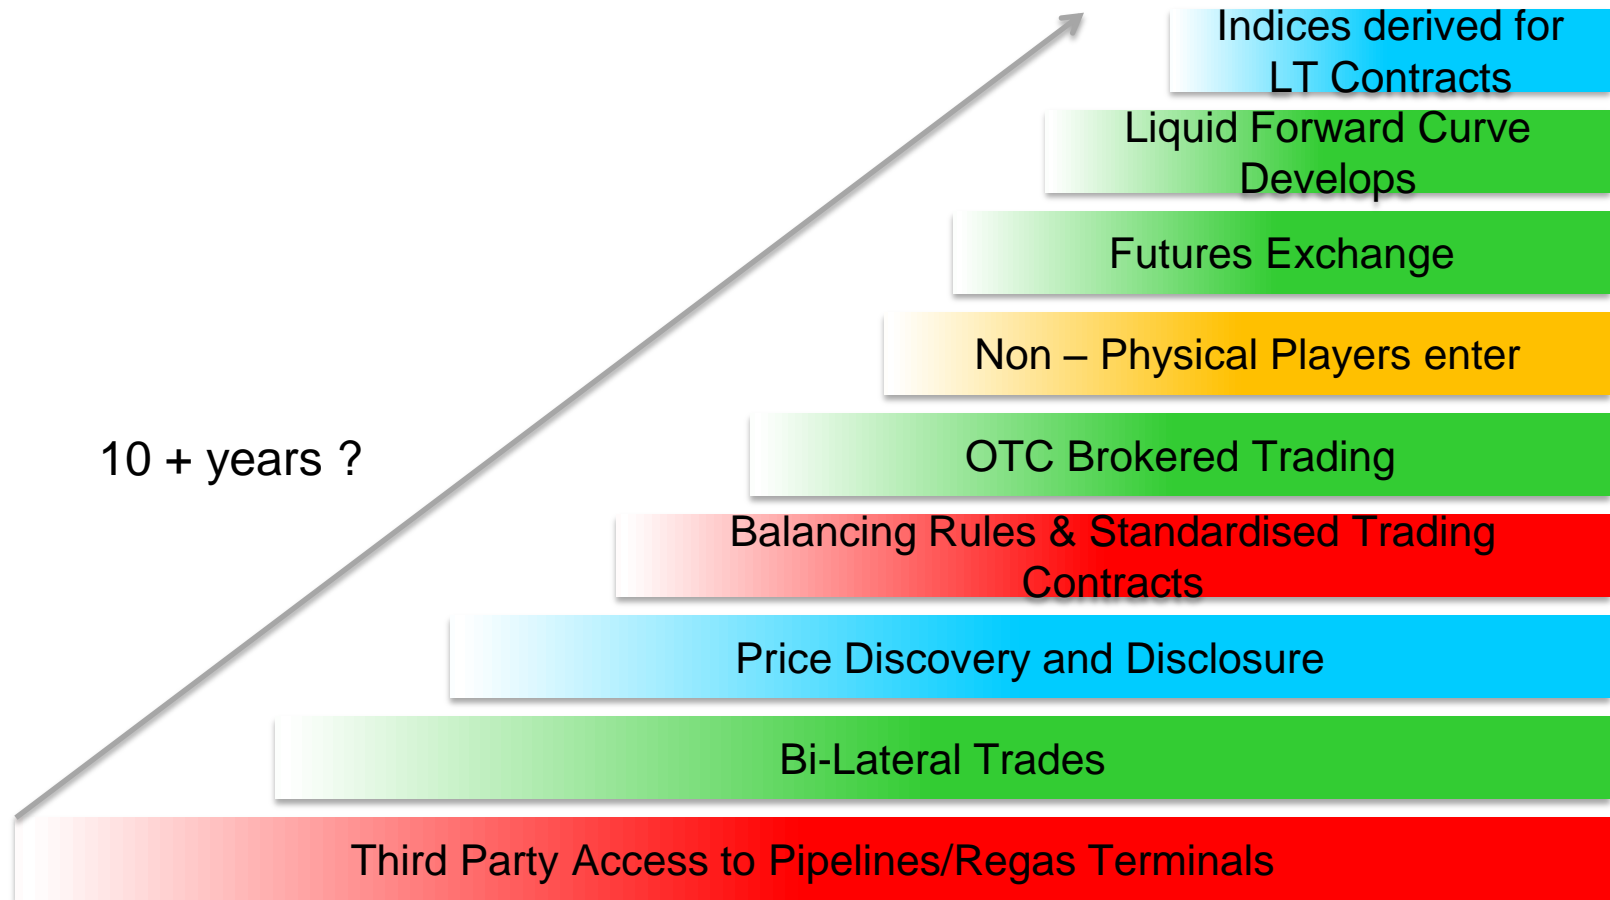 Indices derived for
LT Contracts
Liquid Forward Curve
Develops
Futures Exchange
Non – Physical Players enter
10 + years ?
OTC Brokered Trading
Balancing Rules & Standardised Trading
Contracts
Price Discovery and Disclosure
Bi-Lateral Trades
Third Party Access to Pipelines/Regas Terminals